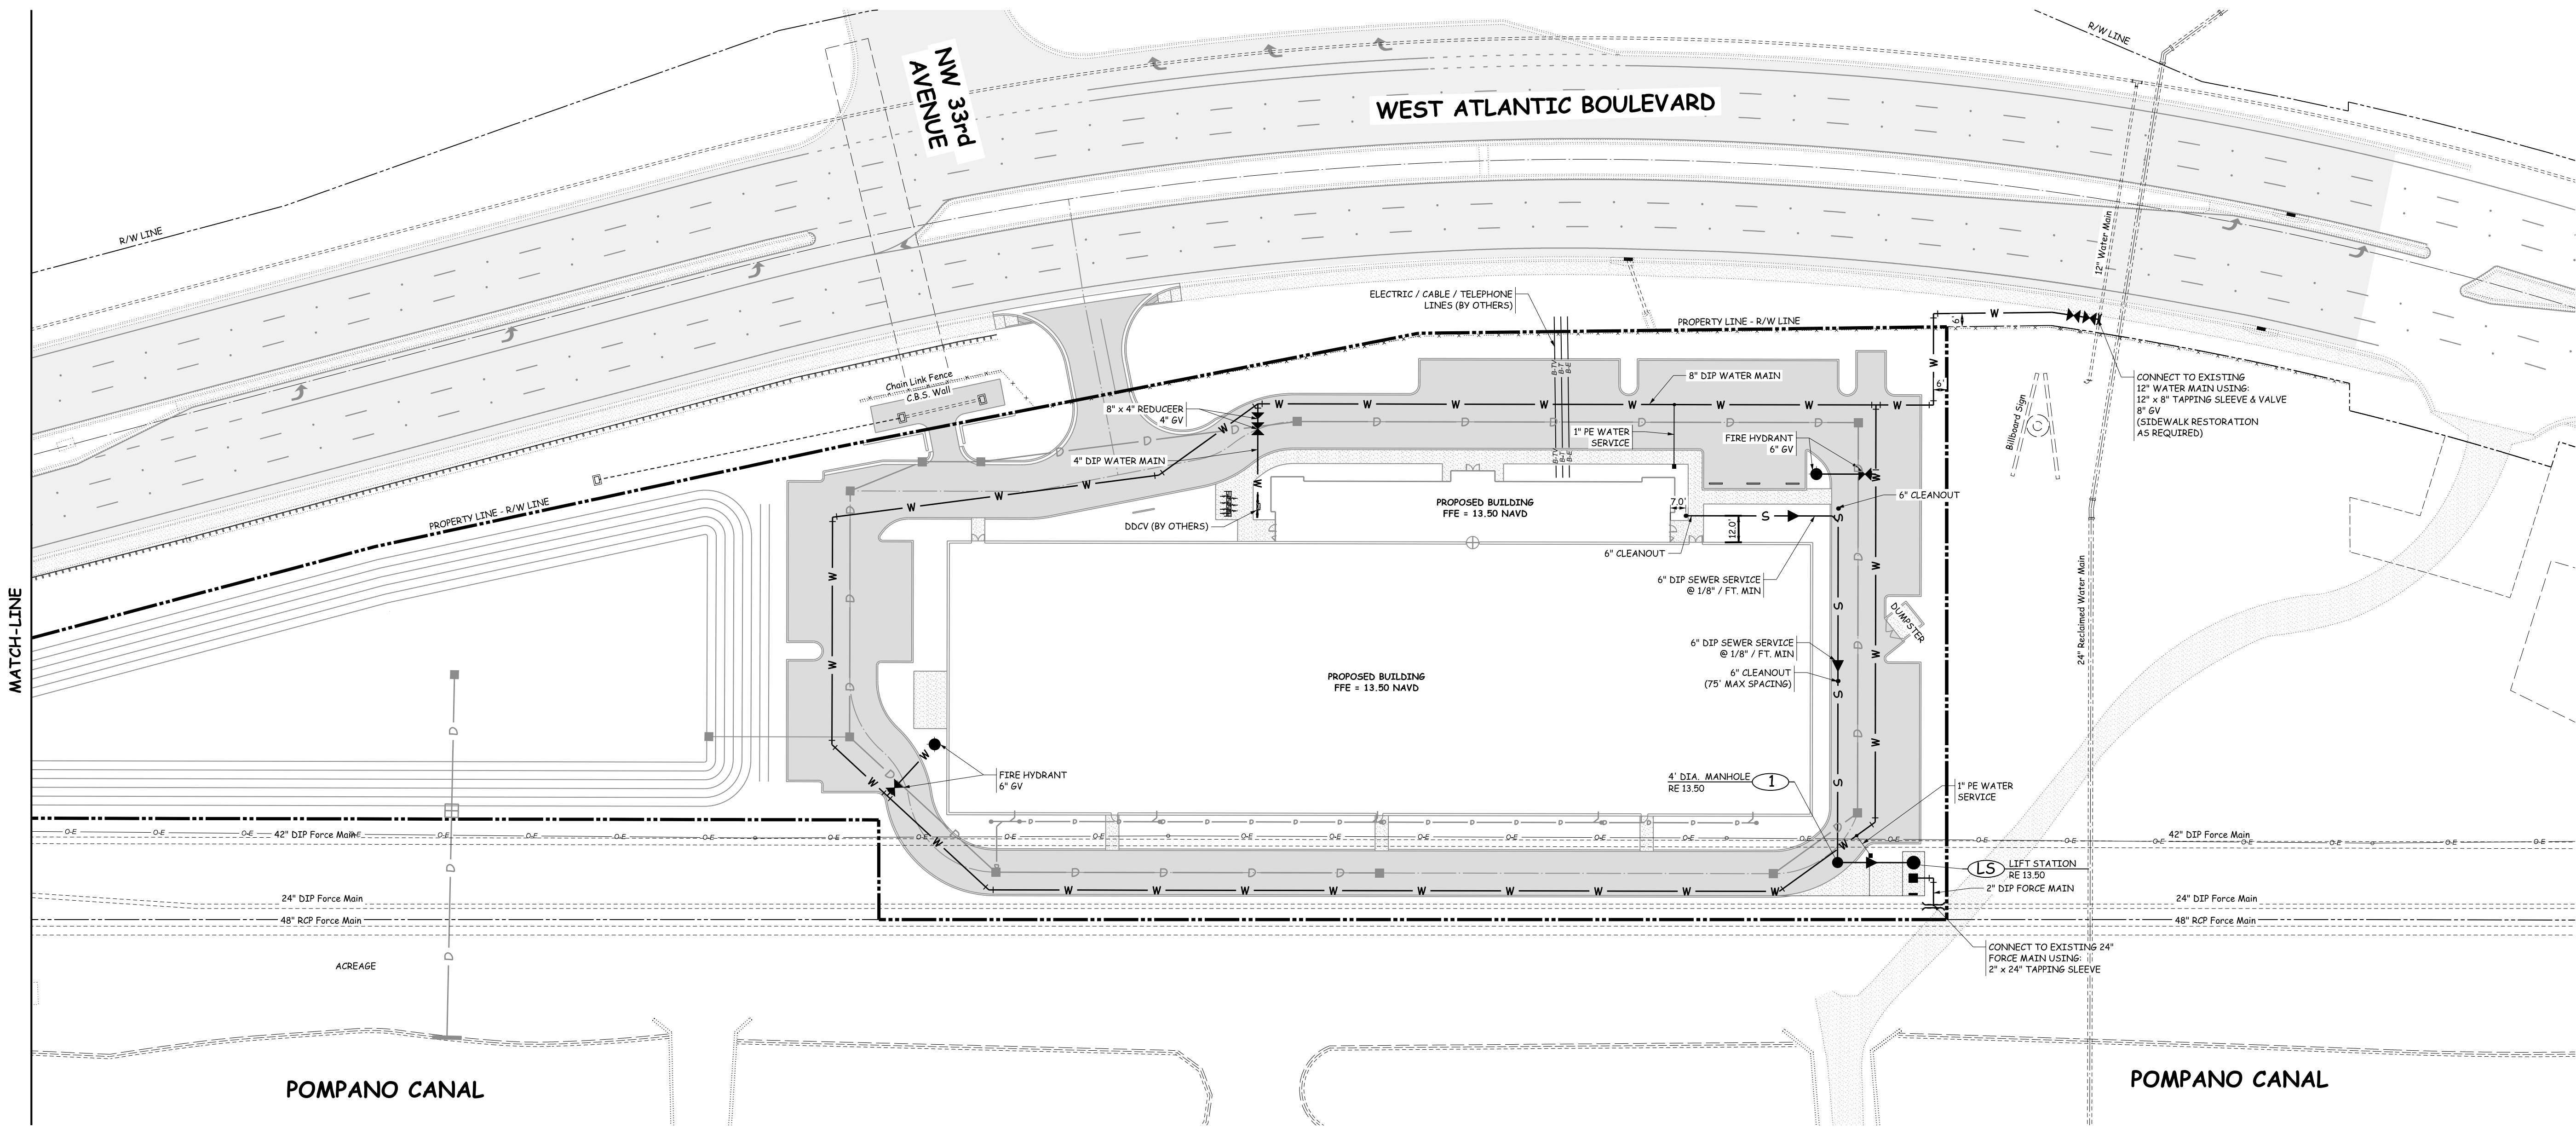 R/W LINE
NW 33rd
AVENUE
WEST ATLANTIC BOULEVARD
R/W LINE
12" Water Main
ELECTRIC / CABLE / TELEPHONE
LINES (BY OTHERS)
PROPERTY LINE - R/W LINE
W
6'
W
6'
CONNECT TO EXISTING
12" WATER MAIN USING:
12" x 8" TAPPING SLEEVE & VALVE
8" GV
(SIDEWALK RESTORATION
AS REQUIRED)
Billboard Sign
Chain Link Fence
C.B.S. Wall
8" x 4" REDUCEER
4" GV
8" DIP WATER MAIN
B-TV
B-T
B-E
W W W W W W W W
D D D D D D
1" PE WATER
SERVICE
FIRE HYDRANT
6" GV
4" DIP WATER MAIN
B-TV
B-T
B-E
PROPERTY LINE - R/W LINE
W W W W
DDCV (BY OTHERS)
PROPOSED BUILDING
FFE = 13.50 NAVD
7.0'
12.0'
S
6" CLEANOUT
6" CLEANOUT
6" DIP SEWER SERVICE
@ 1/8" / FT. MIN
DUMPSTER
24" Reclaimed Water Main
MATCH-LINE
6" DIP SEWER SERVICE
@ 1/8" / FT. MIN
6" CLEANOUT
(75' MAX SPACING)
PROPOSED BUILDING
FFE = 13.50 NAVD
FIRE HYDRANT
6" GV
4' DIA. MANHOLE
RE 13.50
1
1" PE WATER
SERVICE
42" DIP Force Main
O-E O-E O-E O-E O-E O-E O-E
42" DIP Force Main
LS
LIFT STATION
RE 13.50
2" DIP FORCE MAIN
W W W W W W W W W
24" DIP Force Main
24" DIP Force Main
48" RCP Force Main
48" RCP Force Main
CONNECT TO EXISTING 24"
FORCE MAIN USING:
2" x 24" TAPPING SLEEVE
ACREAGE
POMPANO CANAL
POMPANO CANAL